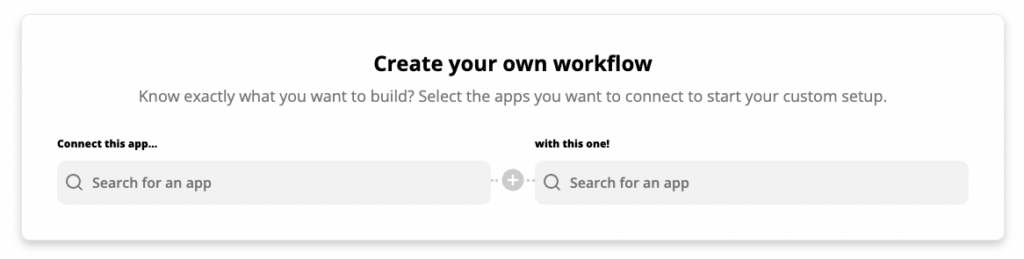 Create your own workflow
Know exactly what you want to build? Select the apps you want to connect to start your custom setup.
Connect this app...
with this one!
Search for an app
Search for an app